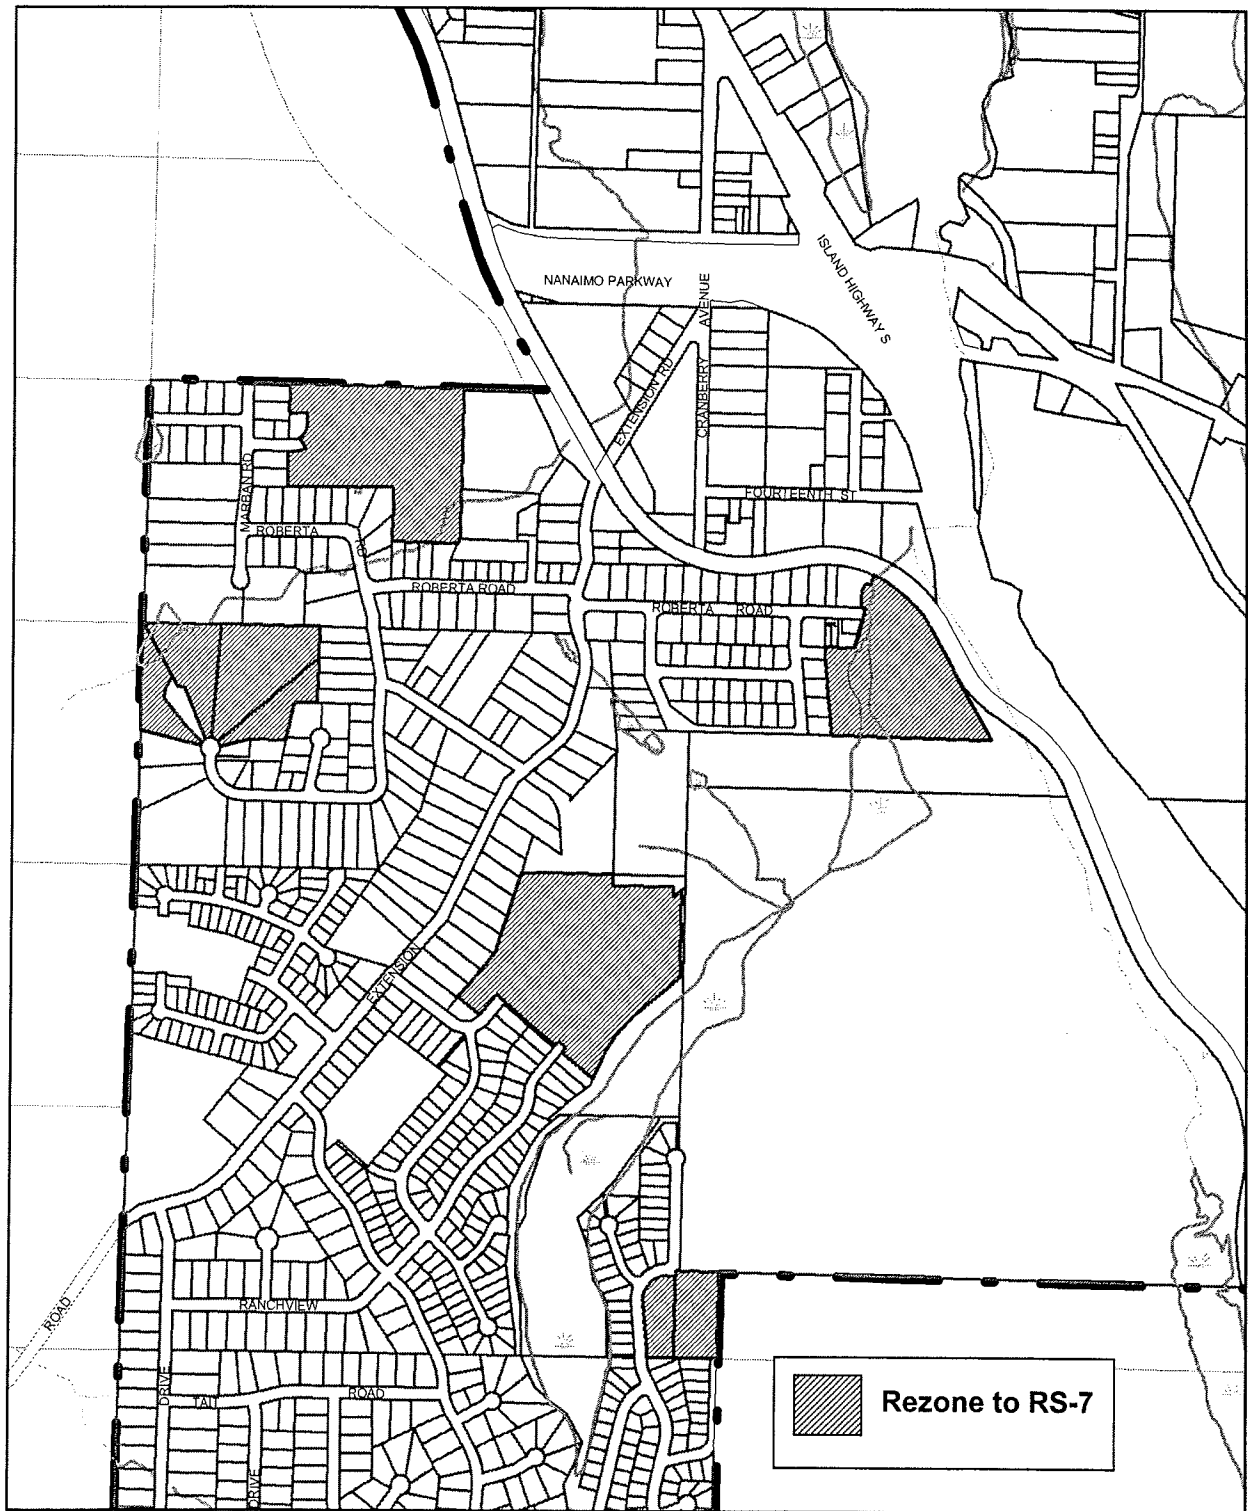 NANAIMO PARKWAY
ISLAND HIGHWAY S
AVENUE
CRANBERRY
EXTENSION RD
MARBAN RD
ROBERTA
RD
FOURTEENTH ST
ROBERTA ROAD
ROBERTA ROAD
EXTENSION
ROAD
RANCHVIEW
DRIVE
TAIT
ROAD
DRIVE
Rezone to RS-7